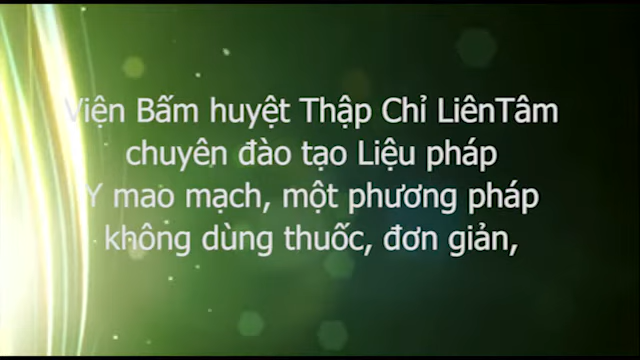 Viện Bấm huyệt Thập Chỉ LiênTâm
chuyên đào tạo Liệu pháp
Y mao mạch, một phương pháp
không dùng thuốc, đơn giản,